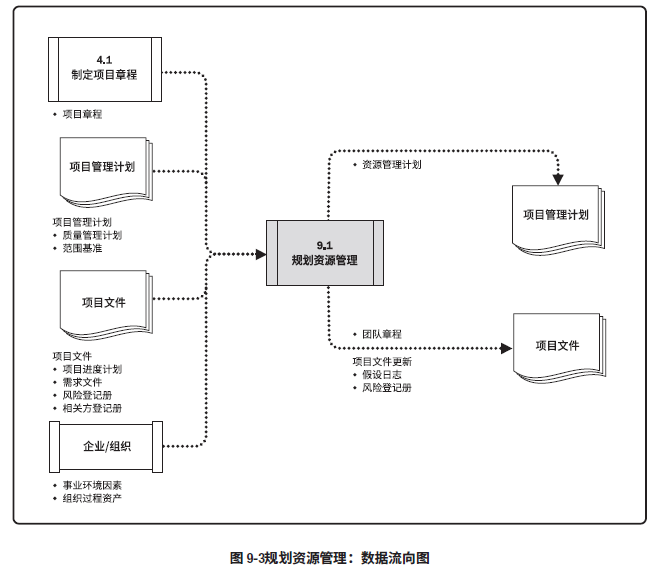 4.1
制定项目章程
• 项目章程
项目管理计划
项目管理计划
• 质量管理计划
• 范围基准
项目文件
项目文件
• 项目进度计划
• 需求文件
• 风险登记册
• 相关方登记册
企业/组织
• 事业环境因素
• 组织过程资产
9.1
规划资源管理
• 资源管理计划
项目管理计划
• 团队章程
项目文件更新
• 假设日志
• 风险登记册
项目文件
图 9-3规划资源管理：数据流向图